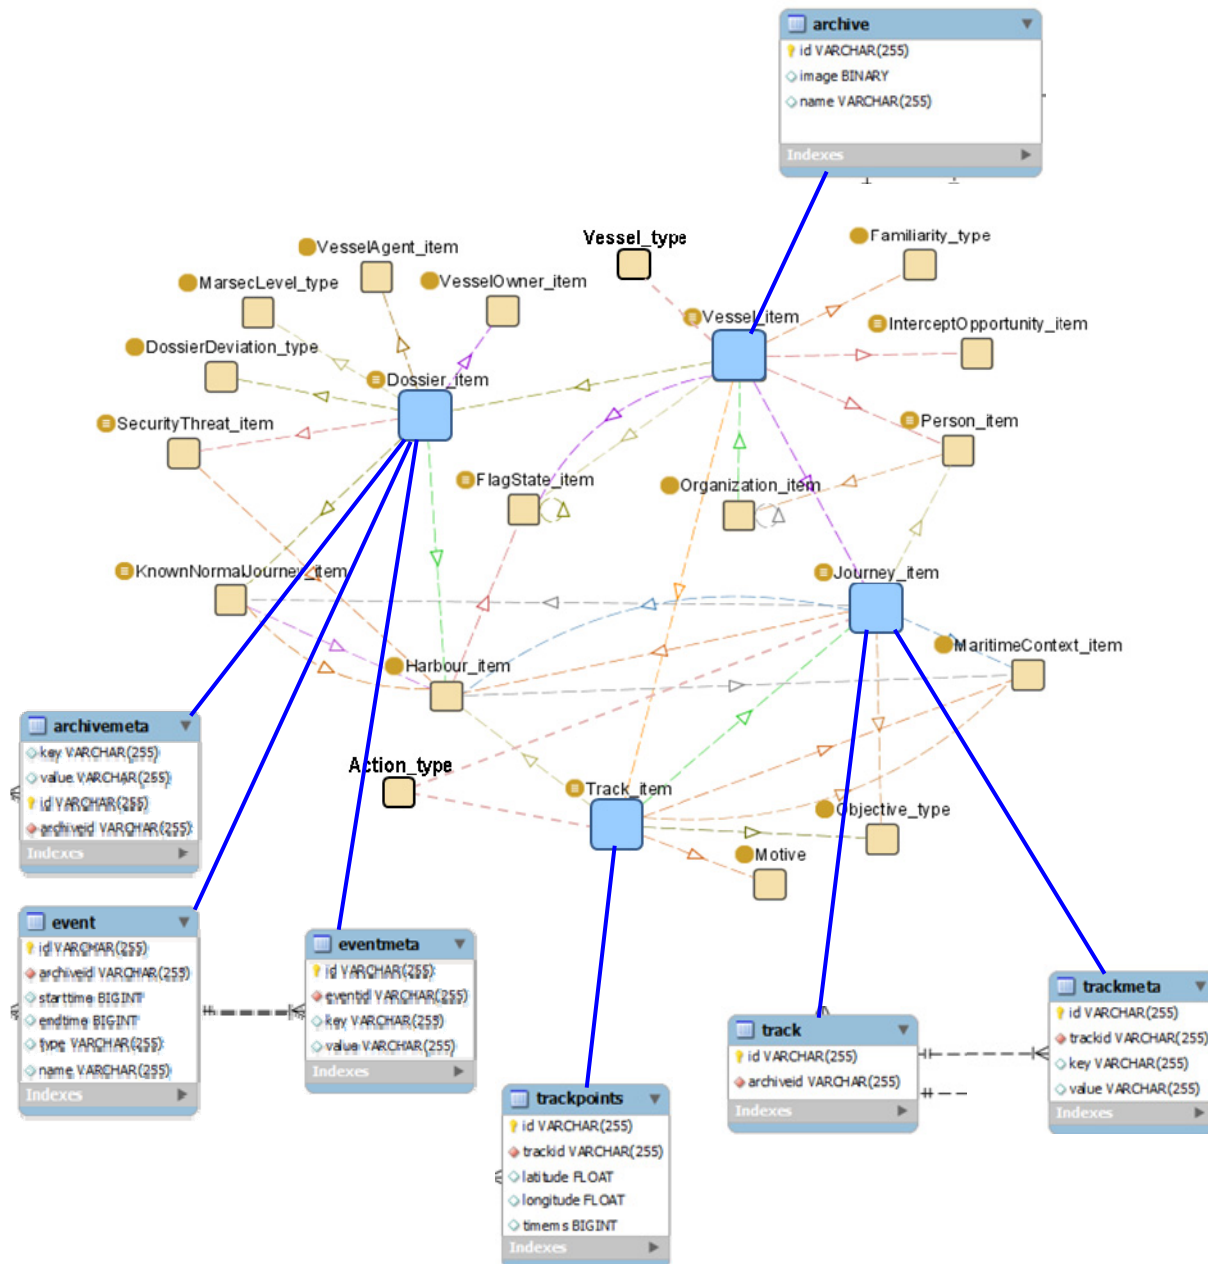 archive
id VARCHAR(255)
image BINARY
name VARCHAR(255)
Indexes
Vessel_type
Familiarity_type
VesselAgent_item
MarsecLevel_type
VesselOwner_item
Vessel_item
InterceptOpportunity_item
DossierDeviation_type
Dossier_item
SecurityThreat_item
Person_item
FlagState_item
Organization_item
KnownNormalJourney_item
Journey_item
Harbour_item
MaritimeContext_item
Action_type
Track_item
Objective_type
Motive
archivemeta
key VARCHAR(255)
value VARCHAR(255)
id VARCHAR(255)
archiveid VARCHAR(255)
Indexes
event
id VARCHAR(255)
archiveid VARCHAR(255)
starttime BIGINT
endtime BIGINT
type VARCHAR(255)
name VARCHAR(255)
Indexes
eventmeta
id VARCHAR(255)
eventid VARCHAR(255)
key VARCHAR(255)
value VARCHAR(255)
Indexes
trackpoints
id VARCHAR(255)
trackid VARCHAR(255)
latitude FLOAT
longitude FLOAT
timems BIGINT
Indexes
track
id VARCHAR(255)
archiveid VARCHAR(255)
Indexes
trackmeta
id VARCHAR(255)
trackid VARCHAR(255)
key VARCHAR(255)
value VARCHAR(255)
Indexes